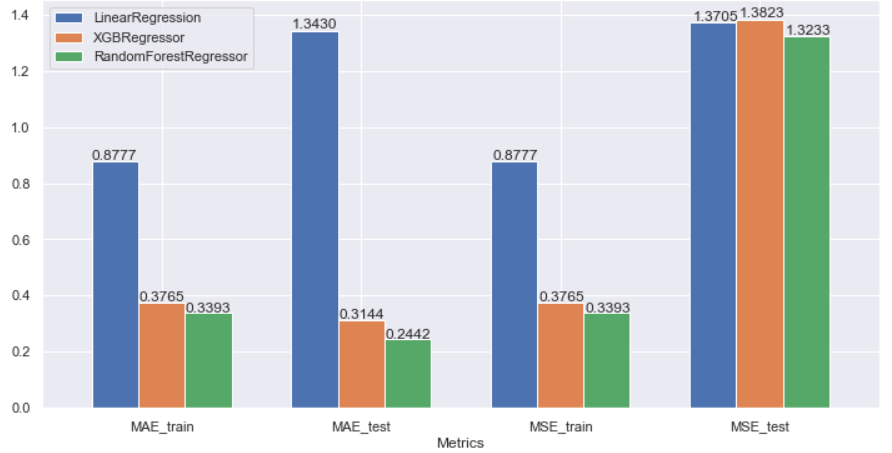 1.4
1.2
1.0
0.8
0.6
0.4
0.2
0.0
LinearRegression
XGBRegressor
RandomForestRegressor
0.8777
0.3765
0.3393
1.3430
0.3144
0.2442
0.8777
0.3765
0.3393
1.3705
1.3823
1.3233
MAE_train
MAE_test
MSE_train
MSE_test
Metrics